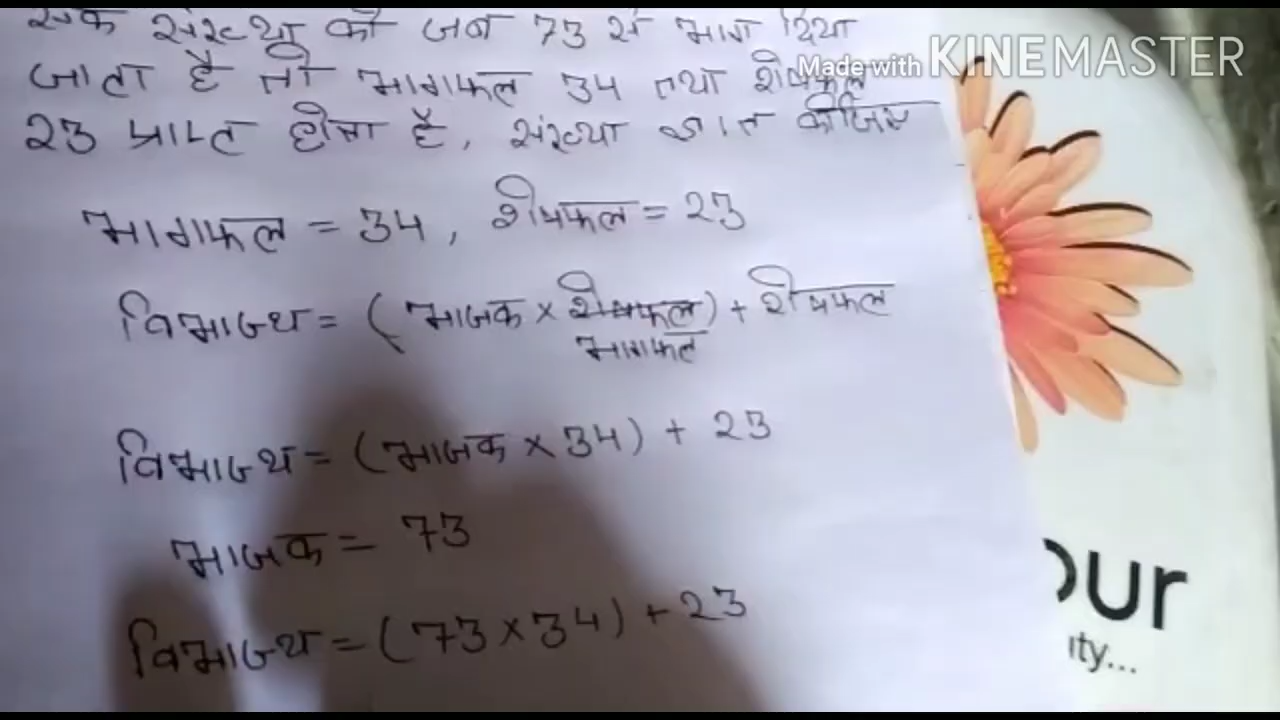 एक संख्या को जब 73 से भाग दिया
जाता है तो भागफल 34 तथा शेषफल
23 प्राप्त होता है, संख्या ज्ञात कीजिए
Made with KINEMASTER
भागफल = 34, शेषफल = 23
विभाज्य = (भाजक × शेषफल) + शेषफल
भागफल
विभाज्य = (भाजक × 34) + 23
भाजक = 73
विभाज्य = (73 × 34) + 23
our
ity...